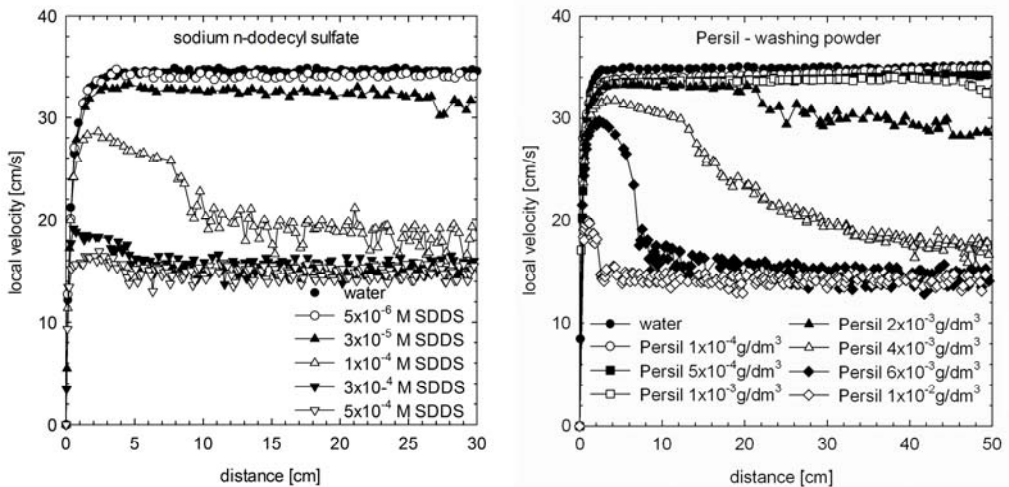 sodium n-dodecyl sulfate
40
30
20
10
0
local velocity [cm/s]
water
5x10⁻⁶ M SDDS
3x10⁻⁵ M SDDS
1x10⁻⁴ M SDDS
3x10-⁴ M SDDS
5x10⁻⁴ M SDDS
0 5 10 15 20 25 30
distance [cm]
Persil - washing powder
40
30
20
10
0
local velocity [cm/s]
water
Persil 1x10⁻⁴g/dm³
Persil 5x10⁻⁴g/dm³
Persil 1x10⁻³g/dm³
Persil 2x10⁻³g/dm³
Persil 4x10⁻³g/dm³
Persil 6x10⁻³g/dm³
Persil 1x10⁻²g/dm³
0 10 20 30 40 50
distance [cm]